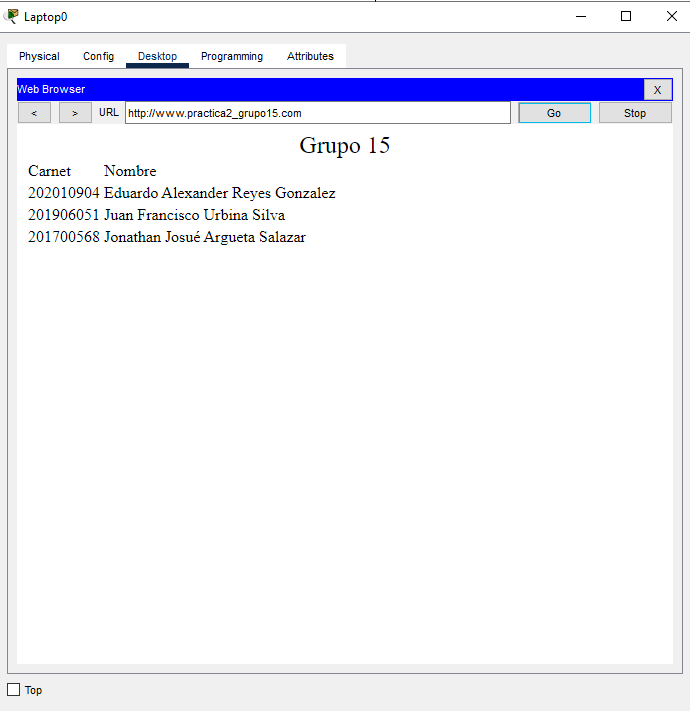 Laptop0
Physical Config Desktop Programming Attributes
Web Browser X
< > URL http://www.practica2_grupo15.com Go Stop
Grupo 15
Carnet Nombre
202010904 Eduardo Alexander Reyes Gonzalez
201906051 Juan Francisco Urbina Silva
201700568 Jonathan Josué Argueta Salazar
Top